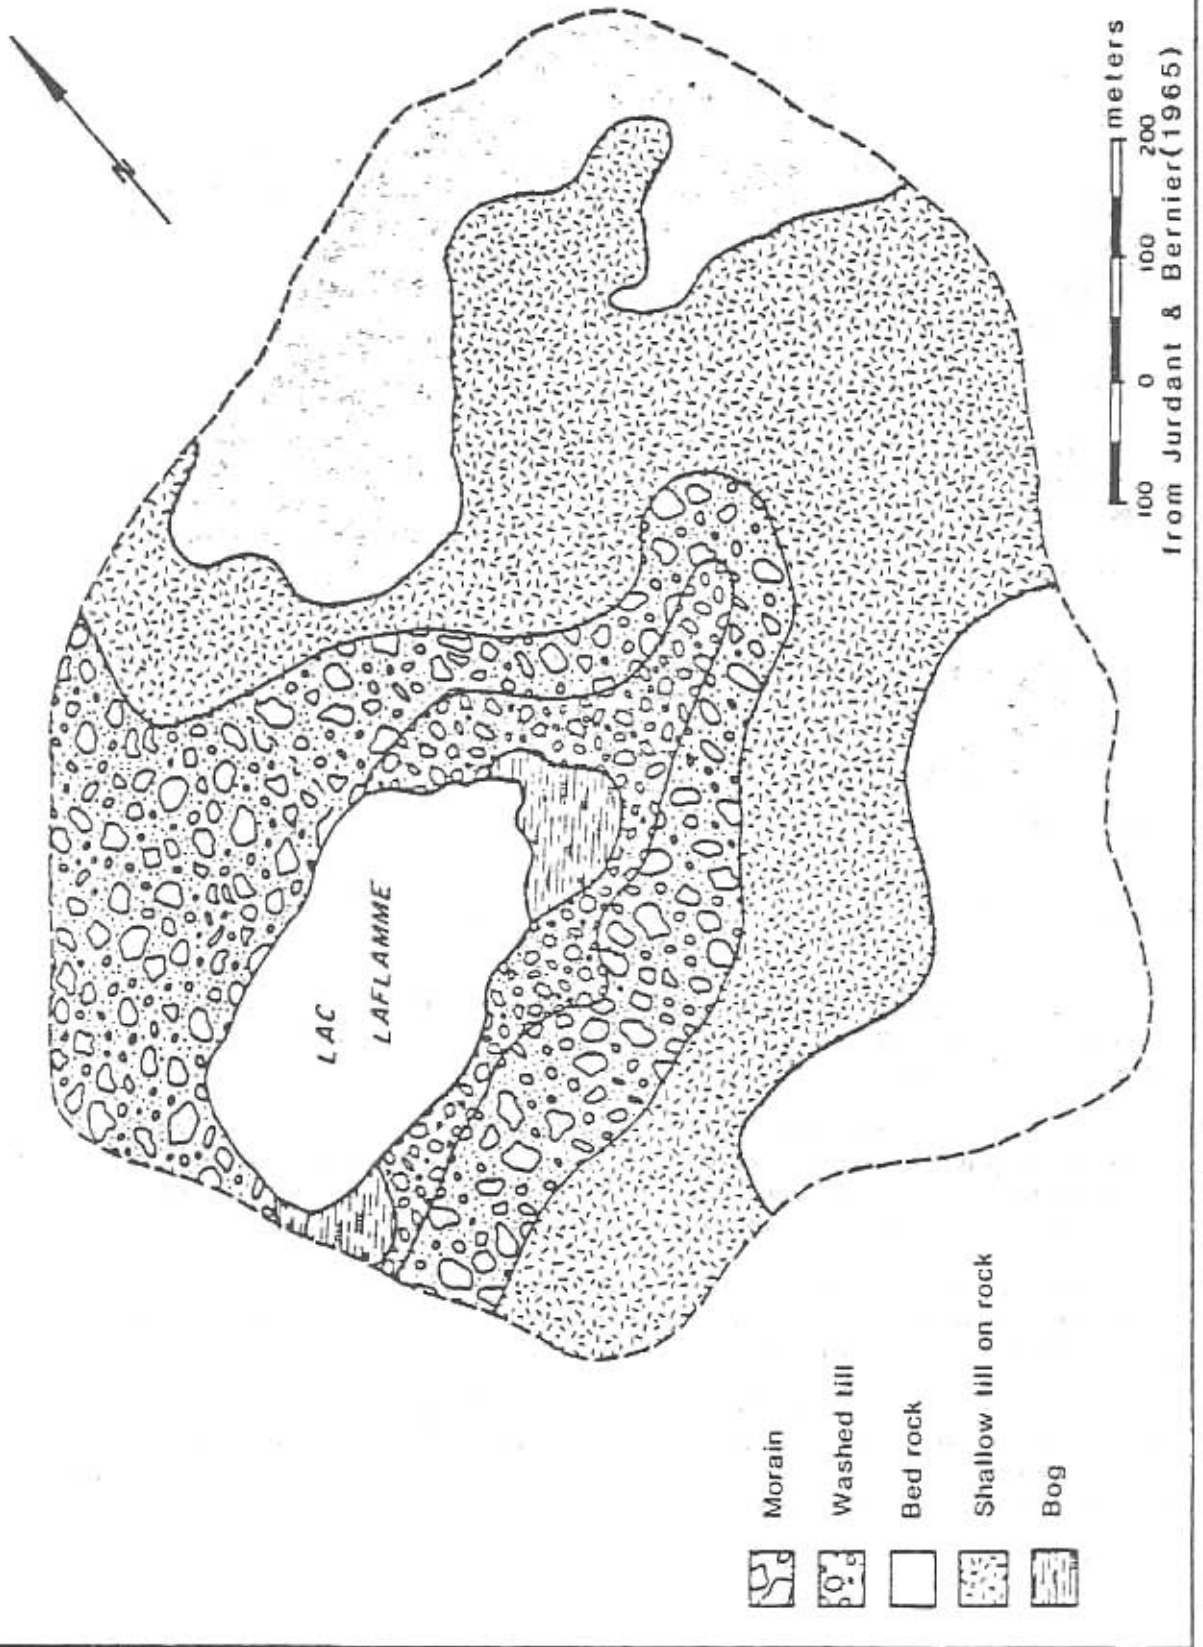 N
LAC
LAFLAMME
Morain
Washed till
Bed rock
Shallow till on rock
Bog
100 0 100 200 meters
from Jurdant & Bernier (1965)